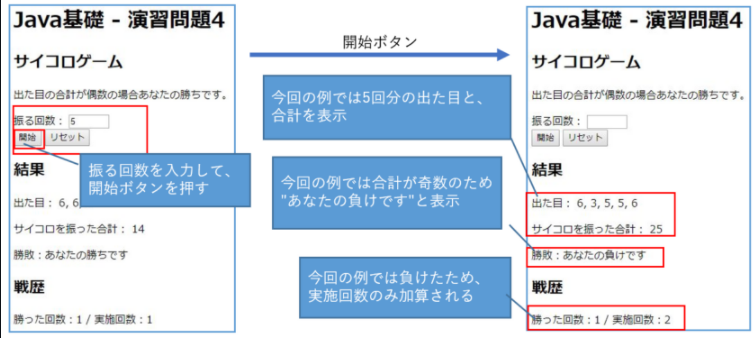 Java基礎 - 演習問題4
サイコロゲーム
出た目の合計が偶数の場合あなたの勝ちです。
振る回数： 5
開始 リセット
振る回数を入力して、
開始ボタンを押す
結果
出た目： 6, 6,
サイコロを振った合計： 14
勝敗：あなたの勝ちです
戦歴
勝った回数：1 / 実施回数：1
開始ボタン
今回の例では5回分の出た目と、
合計を表示
今回の例では合計が奇数のため
"あなたの負けです"と表示
今回の例では負けたため、
実施回数のみ加算される
Java基礎 - 演習問題4
サイコロゲーム
出た目の合計が偶数の場合あなたの勝ちです。
振る回数：
開始 リセット
結果
出た目： 6, 3, 5, 5, 6
サイコロを振った合計： 25
勝敗：あなたの負けです
戦歴
勝った回数：1 / 実施回数：2